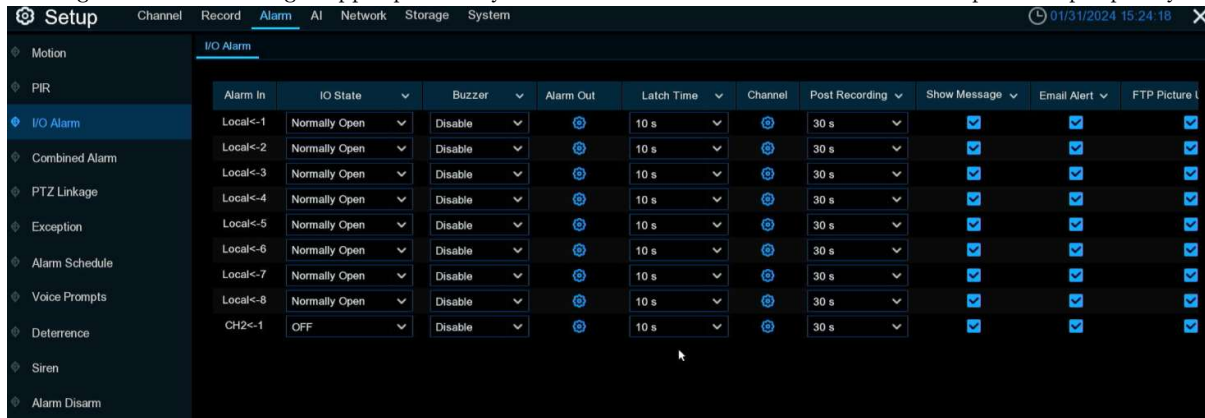 Setup Channel Record Alarm AI Network Storage System 01/31/2024 15:24:18
Motion
PIR
I/O Alarm
Combined Alarm
PTZ Linkage
Exception
Alarm Schedule
Voice Prompts
Deterrence
Siren
Alarm Disarm
I/O Alarm
Alarm In IO State Buzzer Alarm Out Latch Time Channel Post Recording Show Message Email Alert FTP Picture
Local<-1 Normally Open Disable 10 s 30 s
Local<-2 Normally Open Disable 10 s 30 s
Local<-3 Normally Open Disable 10 s 30 s
Local<-4 Normally Open Disable 10 s 30 s
Local<-5 Normally Open Disable 10 s 30 s
Local<-6 Normally Open Disable 10 s 30 s
Local<-7 Normally Open Disable 10 s 30 s
Local<-8 Normally Open Disable 10 s 30 s
CH2<-1 OFF Disable 10 s 30 s